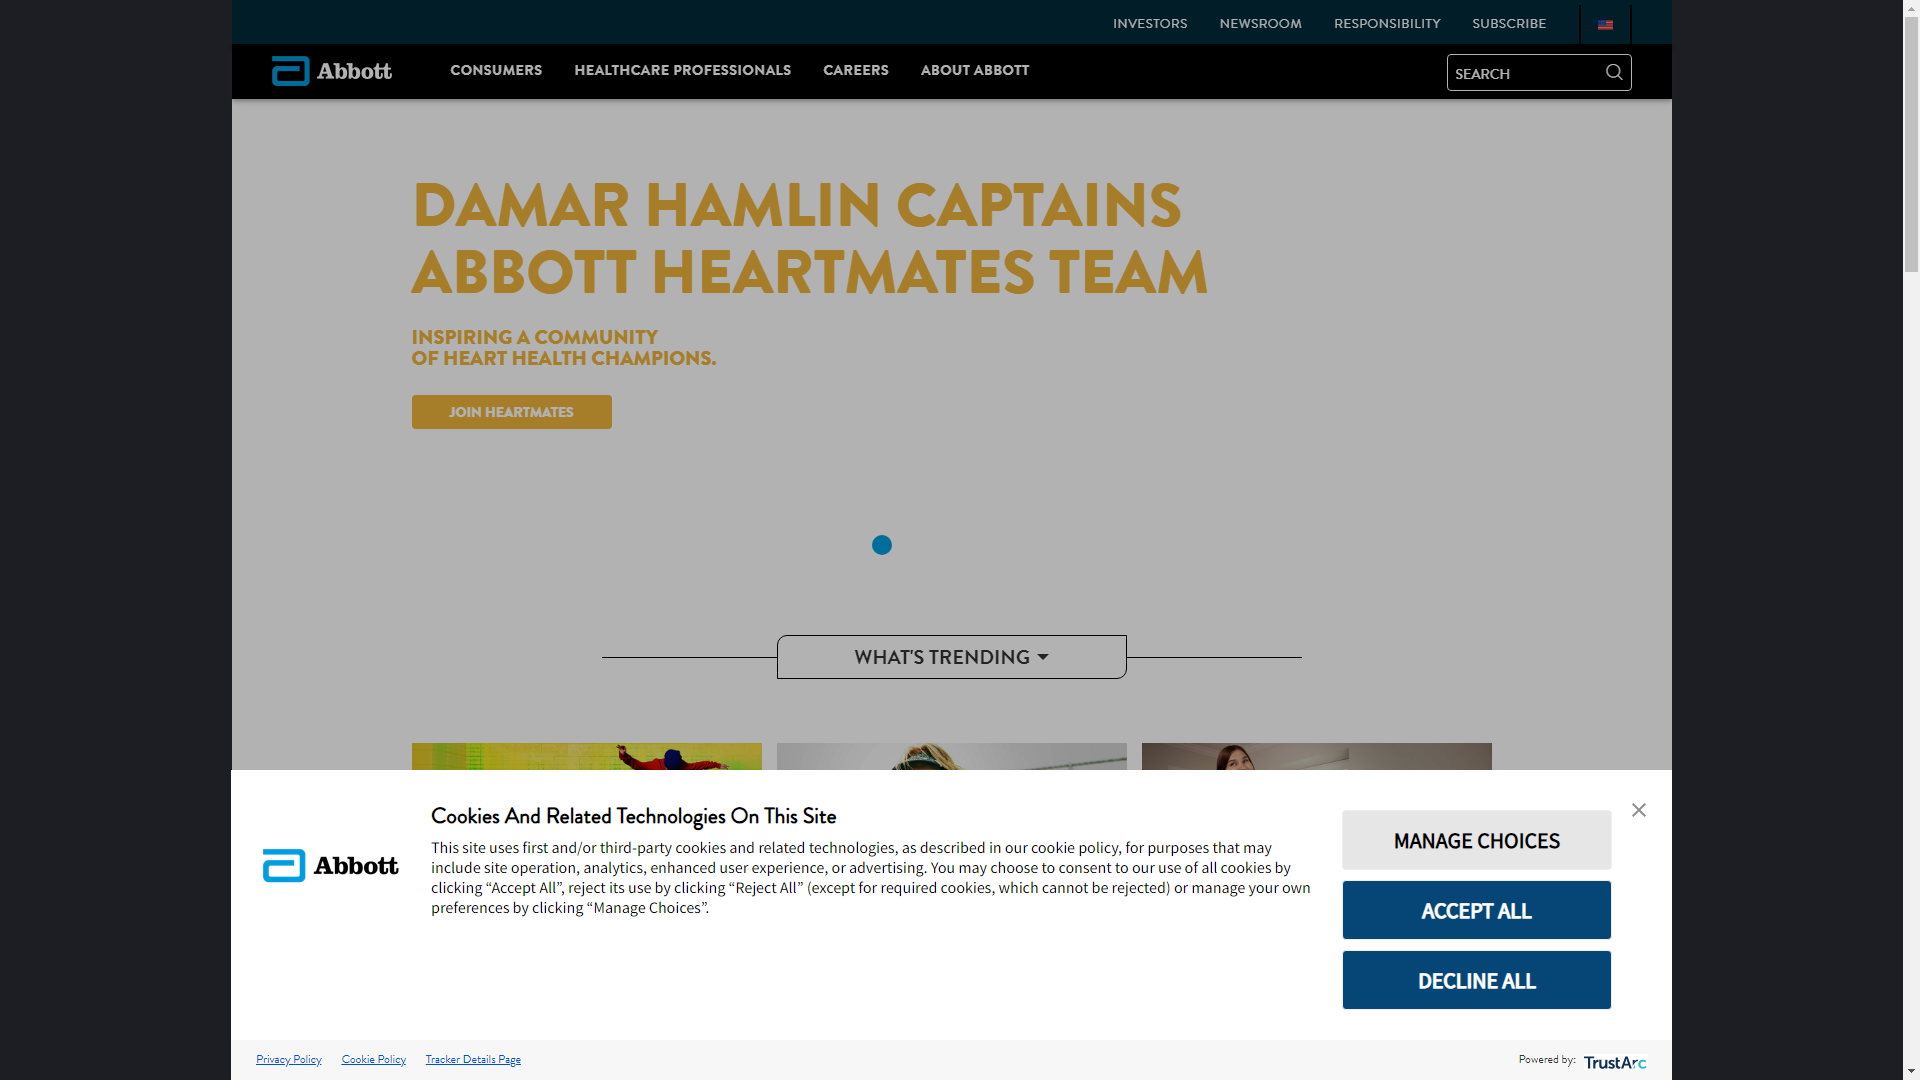 INVESTORS NEWSROOM RESPONSIBILITY SUBSCRIBE
Abbott CONSUMERS HEALTHCARE PROFESSIONALS CAREERS ABOUT ABBOTT SEARCH
DAMAR HAMLIN CAPTAINS
ABBOTT HEARTMATES TEAM
INSPIRING A COMMUNITY
OF HEART HEALTH CHAMPIONS.
JOIN HEARTMATES
WHAT'S TRENDING
Abbott
Cookies And Related Technologies On This Site
This site uses first and/or third-party cookies and related technologies, as described in our cookie policy, for purposes that may
include site operation, analytics, enhanced user experience, or advertising. You may choose to consent to our use of all cookies by
clicking “Accept All”, reject its use by clicking “Reject All” (except for required cookies, which cannot be rejected) or manage your own
preferences by clicking “Manage Choices”.
MANAGE CHOICES
ACCEPT ALL
DECLINE ALL
Privacy Policy Cookie Policy Tracker Details Page Powered by: TrustArc